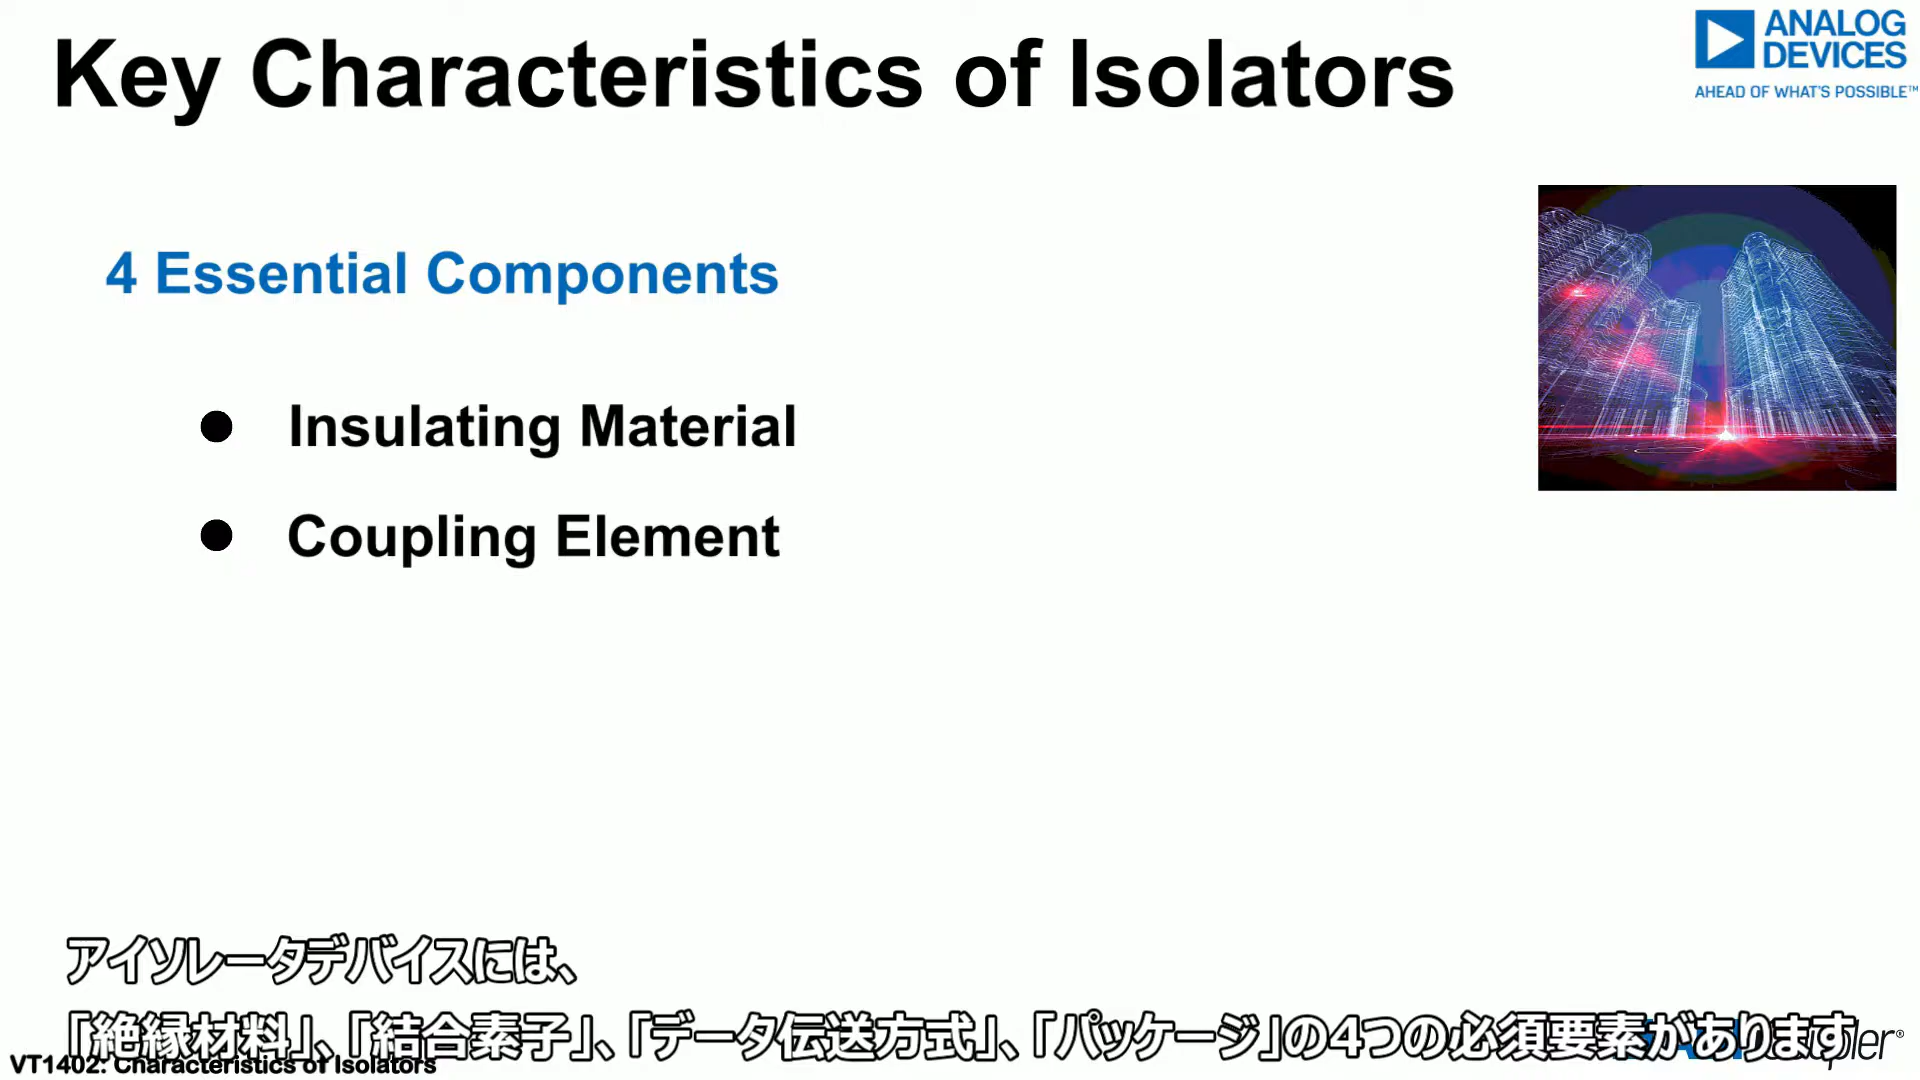 Key Characteristics of Isolators
ANALOG
DEVICES
AHEAD OF WHAT'S POSSIBLE™
4 Essential Components
● Insulating Material
● Coupling Element
アイソレータデバイスには、
「絶縁材料」、「結合素子」、「データ伝送方式」、「パッケージ」の4つの必須要素があります
VT1402: Characteristics of Isolators